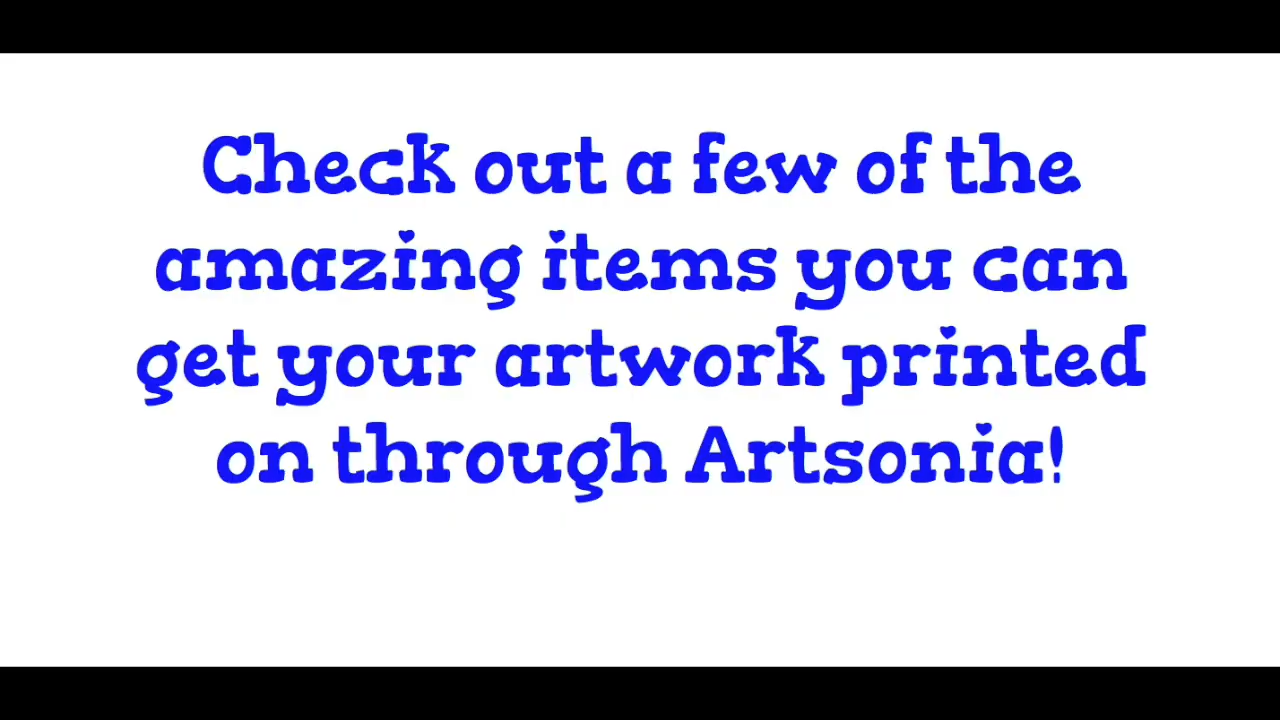 Check out a few of the
amazing items you can
get your artwork printed
on through Artsonia!